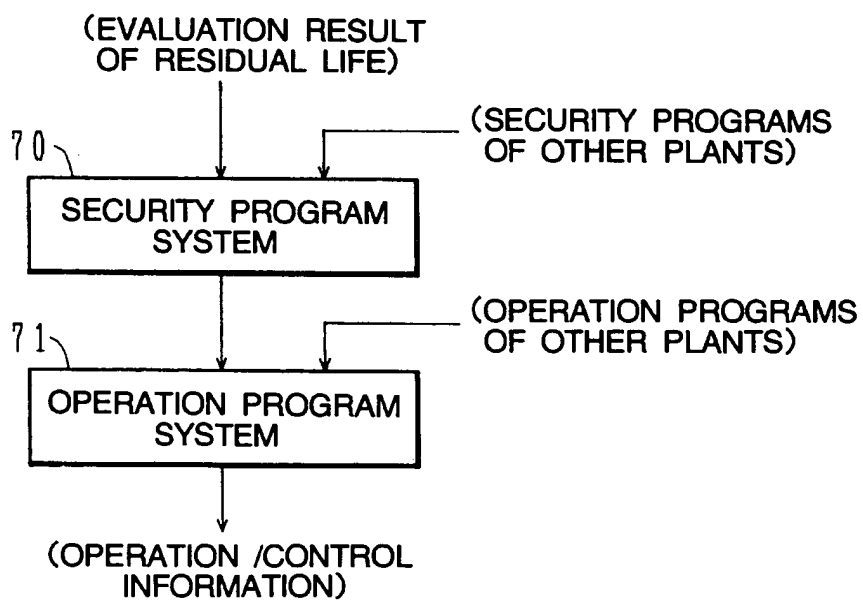 (EVALUATION RESULT
OF RESIDUAL LIFE)
(SECURITY PROGRAMS
OF OTHER PLANTS)
70
SECURITY PROGRAM
SYSTEM
(OPERATION PROGRAMS
OF OTHER PLANTS)
71
OPERATION PROGRAM
SYSTEM
(OPERATION /CONTROL
INFORMATION)